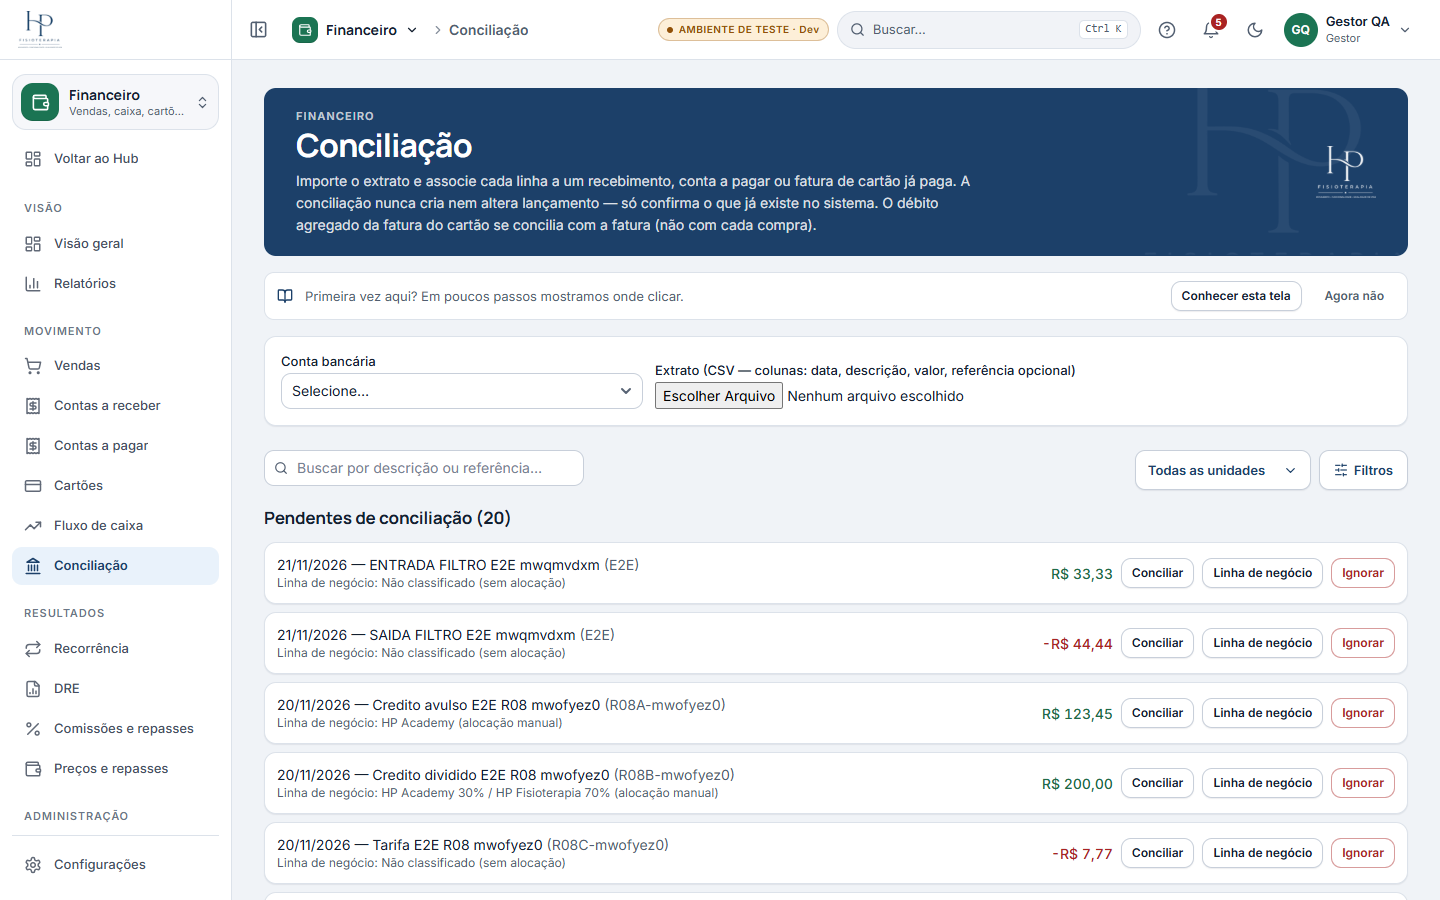 HP
FISIOTERAPIA
Financeiro
Conciliação
AMBIENTE DE TESTE · Dev
Buscar...
Ctrl K
5
GQ
Gestor QA
Gestor
Financeiro
Vendas, caixa, cartõ...
Voltar ao Hub
VISÃO
Visão geral
Relatórios
MOVIMENTO
Vendas
Contas a receber
Contas a pagar
Cartões
Fluxo de caixa
Conciliação
RESULTADOS
Recorrência
DRE
Comissões e repasses
Preços e repasses
ADMINISTRAÇÃO
Configurações
FINANCEIRO
Conciliação
Importe o extrato e associe cada linha a um recebimento, conta a pagar ou fatura de cartão já paga. A
conciliação nunca cria nem altera lançamento — só confirma o que já existe no sistema. O débito
agregado da fatura do cartão se concilia com a fatura (não com cada compra).
HP
FISIOTERAPIA
Primeira vez aqui? Em poucos passos mostramos onde clicar.
Conhecer esta tela
Agora não
Conta bancária
Selecione...
Extrato (CSV — colunas: data, descrição, valor, referência opcional)
Escolher Arquivo Nenhum arquivo escolhido
Buscar por descrição ou referência...
Todas as unidades
Filtros
Pendentes de conciliação (20)
21/11/2026 — ENTRADA FILTRO E2E mwqmvdxm (E2E)
Linha de negócio: Não classificado (sem alocação)
R$ 33,33
Conciliar
Linha de negócio
Ignorar
21/11/2026 — SAIDA FILTRO E2E mwqmvdxm (E2E)
Linha de negócio: Não classificado (sem alocação)
-R$ 44,44
Conciliar
Linha de negócio
Ignorar
20/11/2026 — Credito avulso E2E R08 mwofyez0 (R08A-mwofyez0)
Linha de negócio: HP Academy (alocação manual)
R$ 123,45
Conciliar
Linha de negócio
Ignorar
20/11/2026 — Credito dividido E2E R08 mwofyez0 (R08B-mwofyez0)
Linha de negócio: HP Academy 30% / HP Fisioterapia 70% (alocação manual)
R$ 200,00
Conciliar
Linha de negócio
Ignorar
20/11/2026 — Tarifa E2E R08 mwofyez0 (R08C-mwofyez0)
Linha de negócio: Não classificado (sem alocação)
-R$ 7,77
Conciliar
Linha de negócio
Ignorar